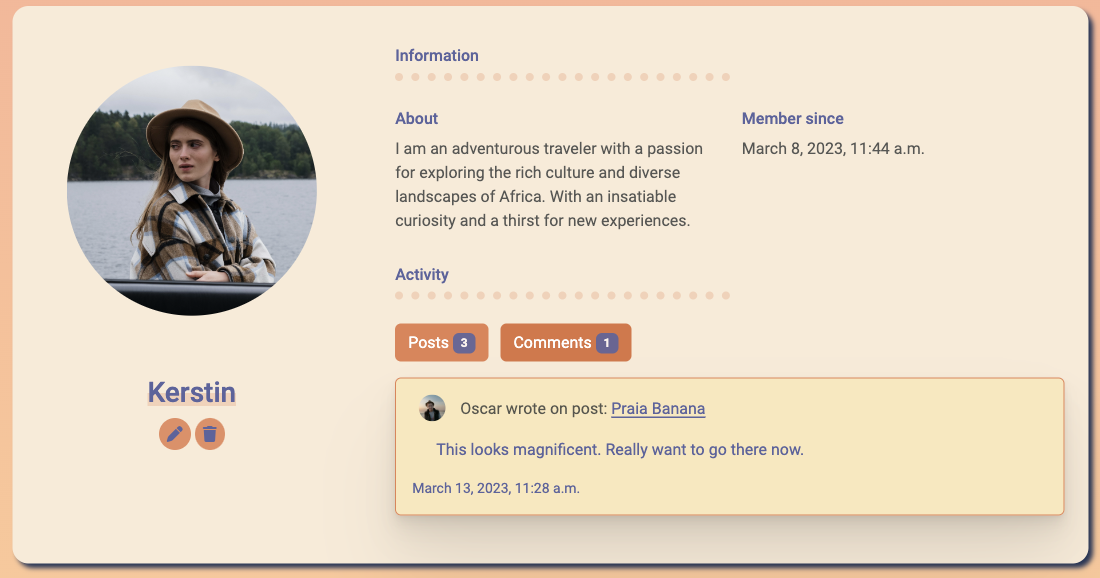 Information
About
I am an adventurous traveler with a passion
for exploring the rich culture and diverse
landscapes of Africa. With an insatiable
curiosity and a thirst for new experiences.
Member since
March 8, 2023, 11:44 a.m.
Activity
Posts 3
Comments 1
Oscar wrote on post: Praia Banana
This looks magnificent. Really want to go there now.
March 13, 2023, 11:28 a.m.
Kerstin